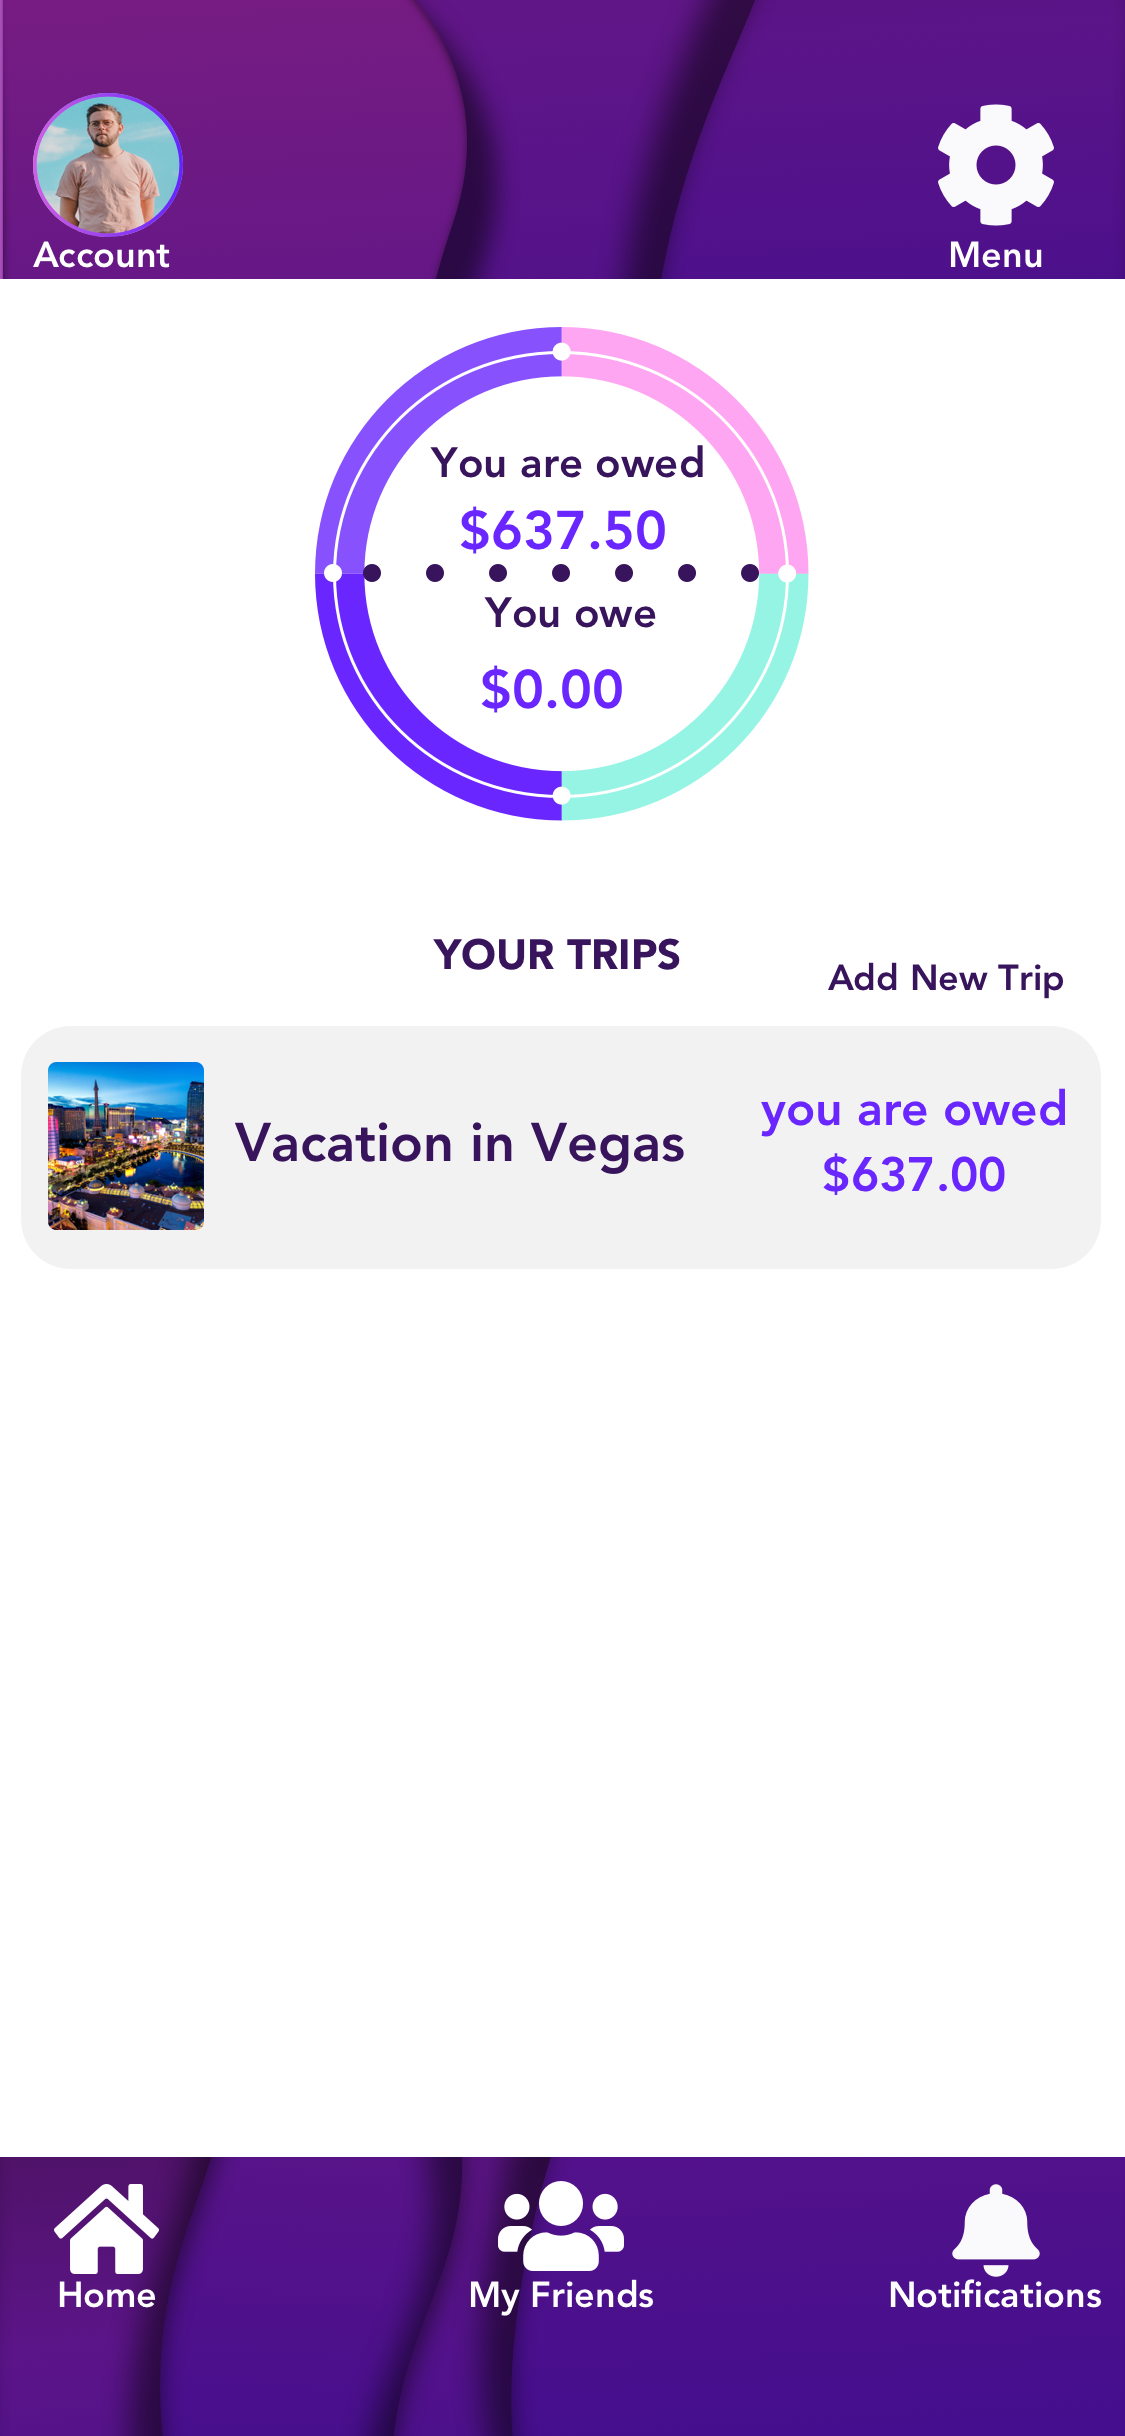 Account
Menu
You are owed
$637.50
You owe
$0.00
YOUR TRIPS
Add New Trip
Vacation in Vegas
you are owed
$637.00
Home
My Friends
Notifications